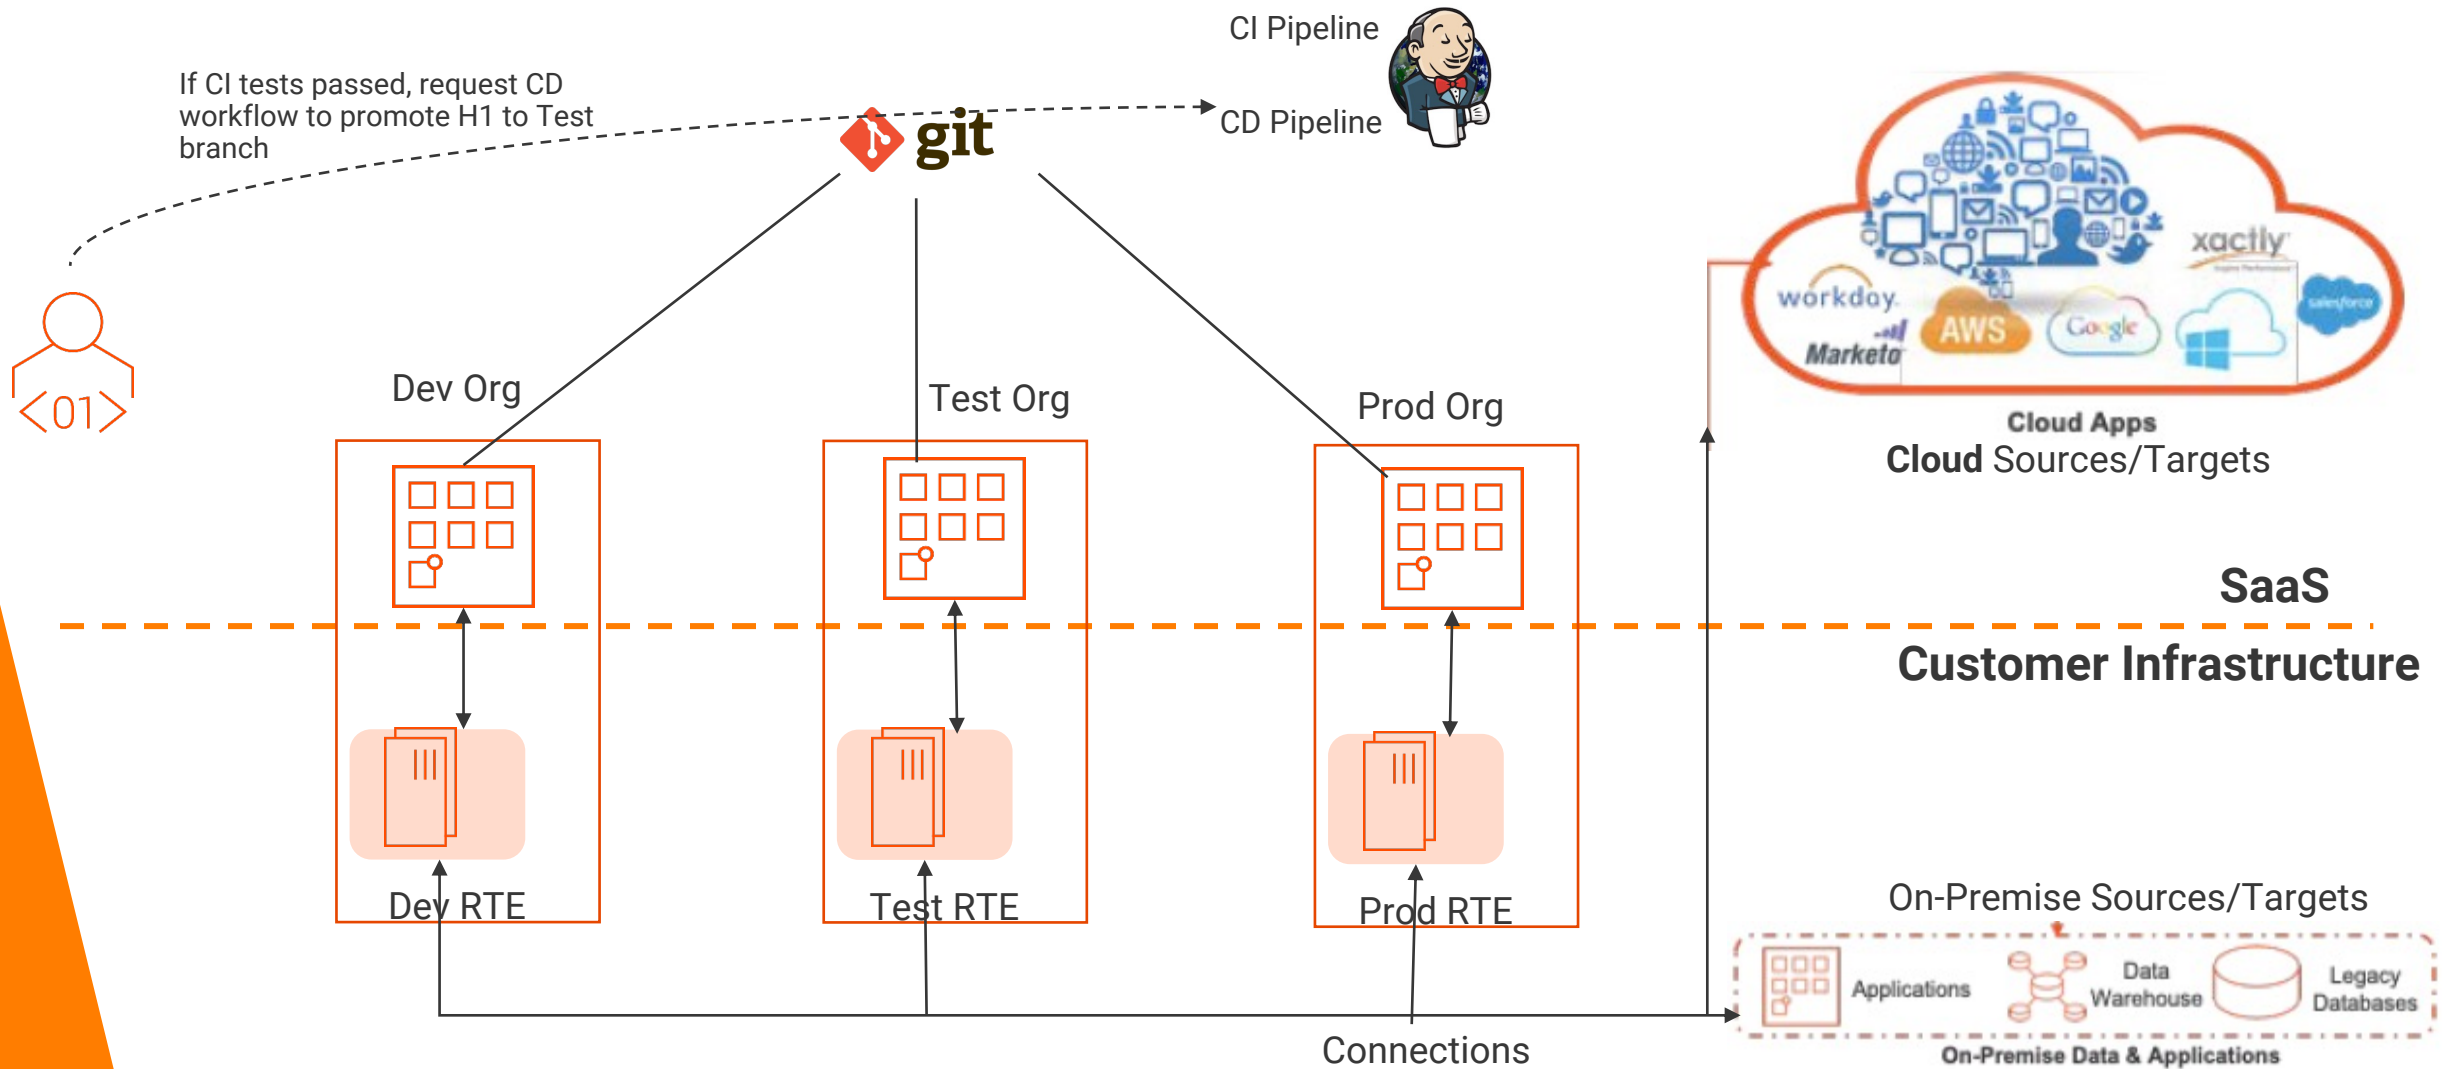 CI Pipeline
If CI tests passed, request CD
workflow to promote H1 to Test
branch
git
CD Pipeline
xactly
workday.
Marketo
AWS
Google
salesforce
<01>
Dev Org
Test Org
Prod Org
Cloud Apps
Cloud Sources/Targets
SaaS
Customer Infrastructure
Dev RTE
Test RTE
Prod RTE
On-Premise Sources/Targets
Applications
Data
Warehouse
Legacy
Databases
Connections
On-Premise Data & Applications